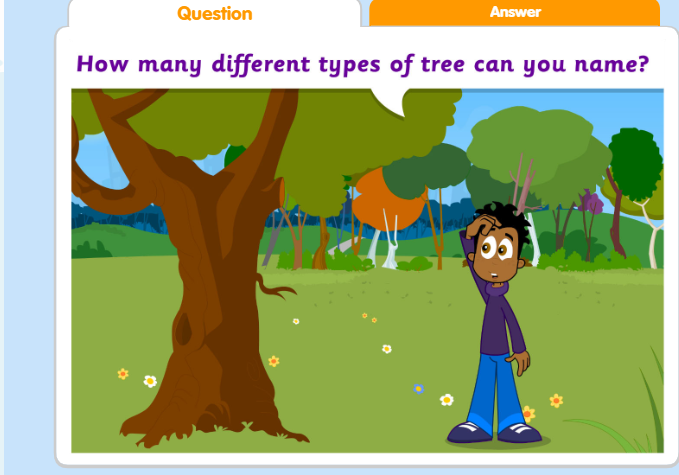 Question
Answer
How many different types of tree can you name?